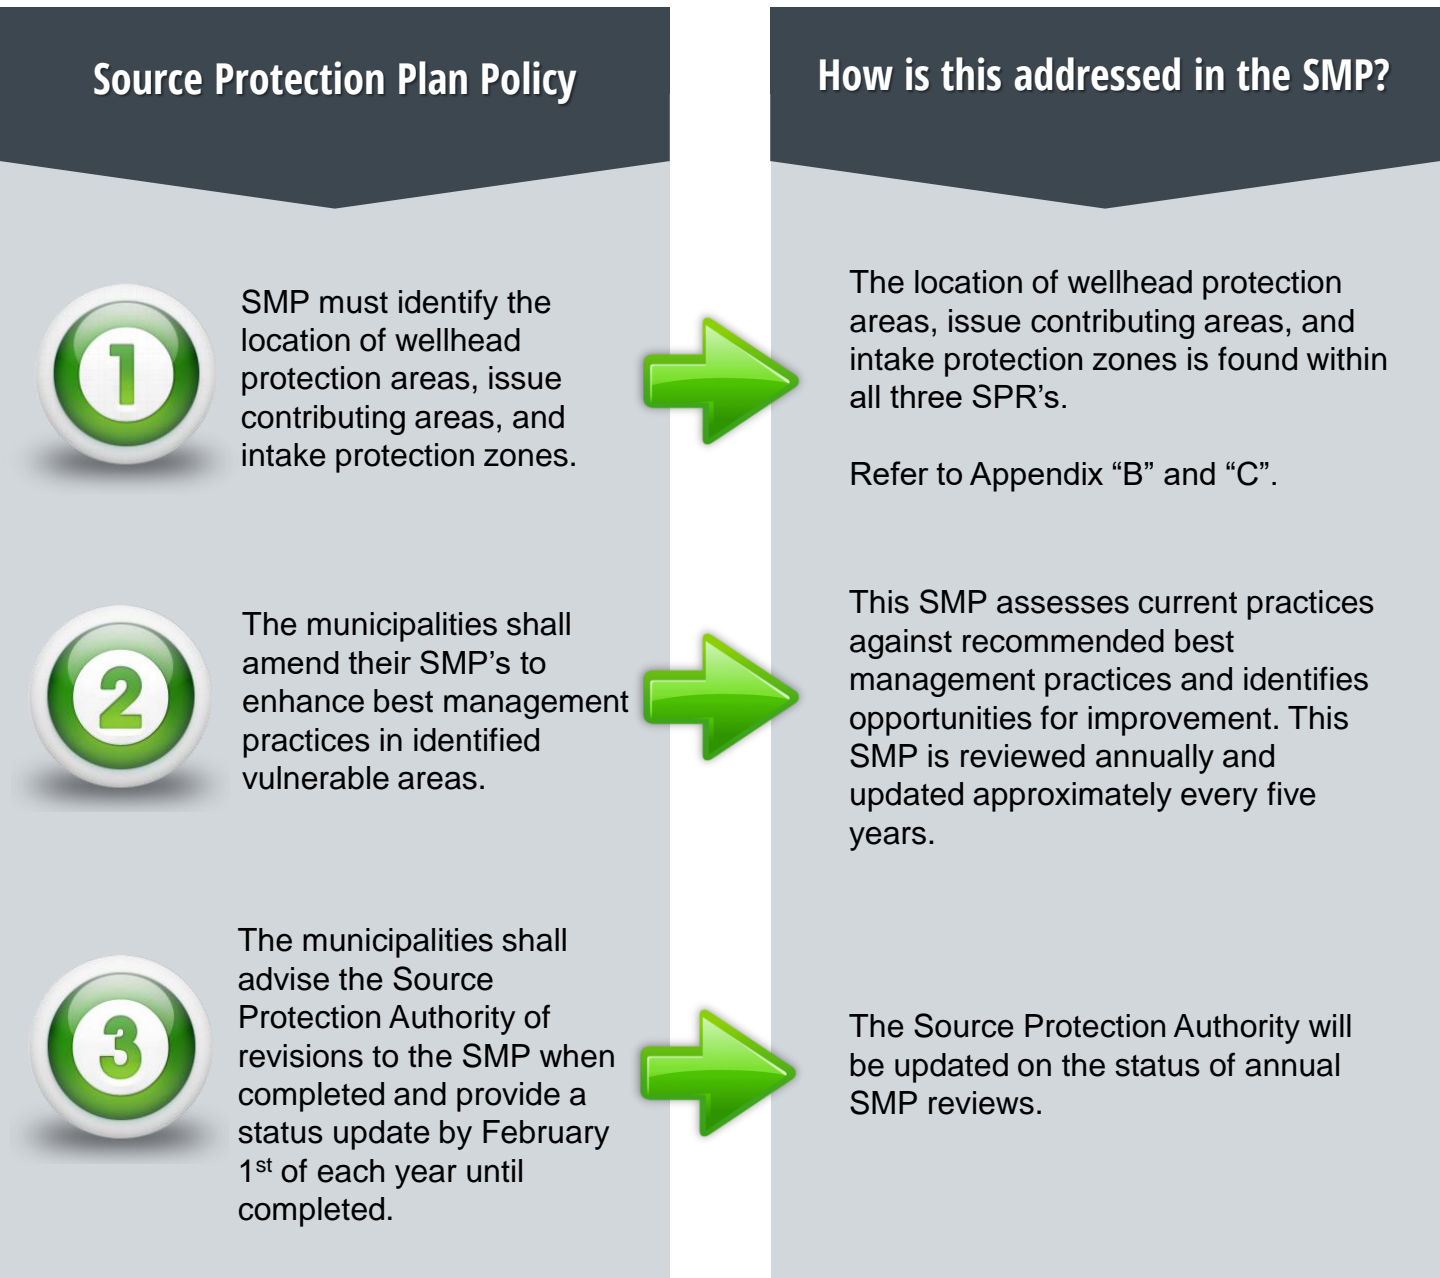 Source Protection Plan Policy
How is this addressed in the SMP?
1
SMP must identify the
location of wellhead
protection areas, issue
contributing areas, and
intake protection zones.
The location of wellhead protection
areas, issue contributing areas, and
intake protection zones is found within
all three SPR's.
Refer to Appendix “B” and “C”.
2
The municipalities shall
amend their SMP’s to
enhance best management
practices in identified
vulnerable areas.
This SMP assesses current practices
against recommended best
management practices and identifies
opportunities for improvement. This
SMP is reviewed annually and
updated approximately every five
years.
3
The municipalities shall
advise the Source
Protection Authority of
revisions to the SMP when
completed and provide a
status update by February
1st of each year until
completed.
The Source Protection Authority will
be updated on the status of annual
SMP reviews.